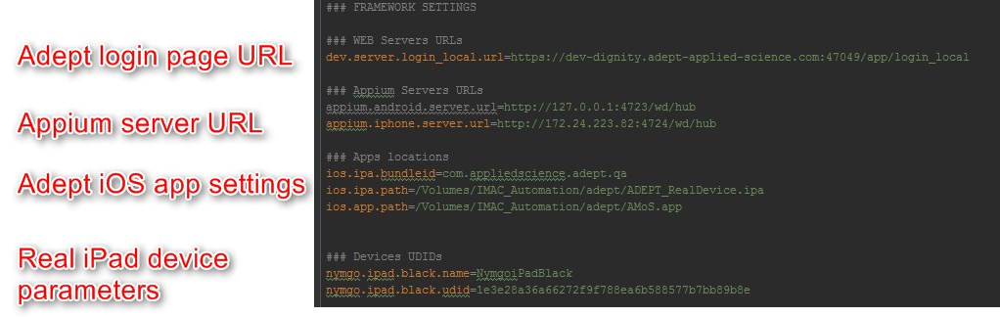 ### FRAMEWORK SETTINGS
Adept login page URL
### WEB Servers URLs
dev.server.login_local.url=https://dev-dignity.adept-applied-science.com:47049/app/login_local
Appium server URL
### Appium Servers URLs
appium.android.server.url=http://127.0.0.1:4723/wd/hub
appium.iphone.server.url=http://172.24.223.82:4724/wd/hub
Adept iOS app settings
### Apps locations
ios.ipa.bundleid=com.appliedscience.adept.qa
ios.ipa.path=/Volumes/IMAC_Automation/adept/ADEPT_RealDevice.ipa
ios.app.path=/Volumes/IMAC_Automation/adept/AMoS.app
Real iPad device
parameters
### Devices UDIDs
nymgo.ipad.black.name=NymgoiPadBlack
nymgo.ipad.black.udid=1e3e28a36a66272f9f788ea6b588577b7bb89b8e